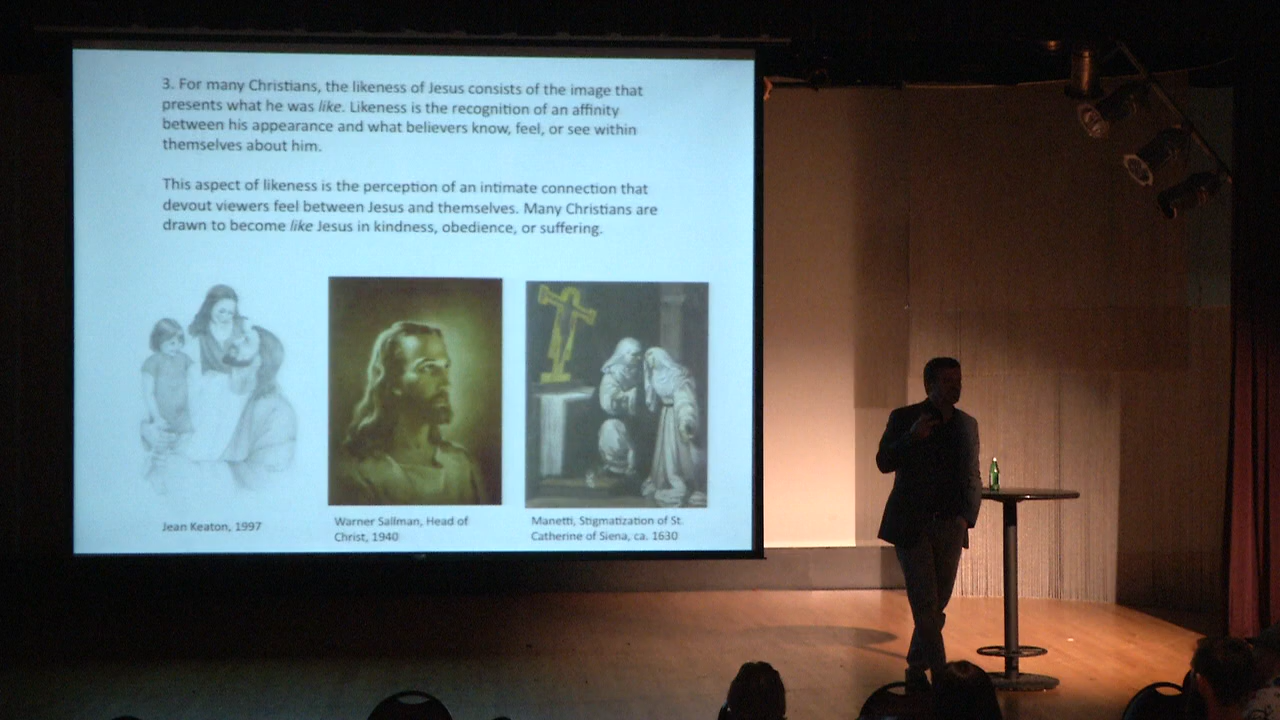 3. For many Christians, the likeness of Jesus consists of the image that
presents what he was like. Likeness is the recognition of an affinity
between his appearance and what believers know, feel, or see within
themselves about him.
This aspect of likeness is the perception of an intimate connection that
devout viewers feel between Jesus and themselves. Many Christians are
drawn to become like Jesus in kindness, obedience, or suffering.
Jean Keaton, 1997
Warner Sallman, Head of
Christ, 1940
Manetti, Stigmatization of St.
Catherine of Siena, ca. 1630